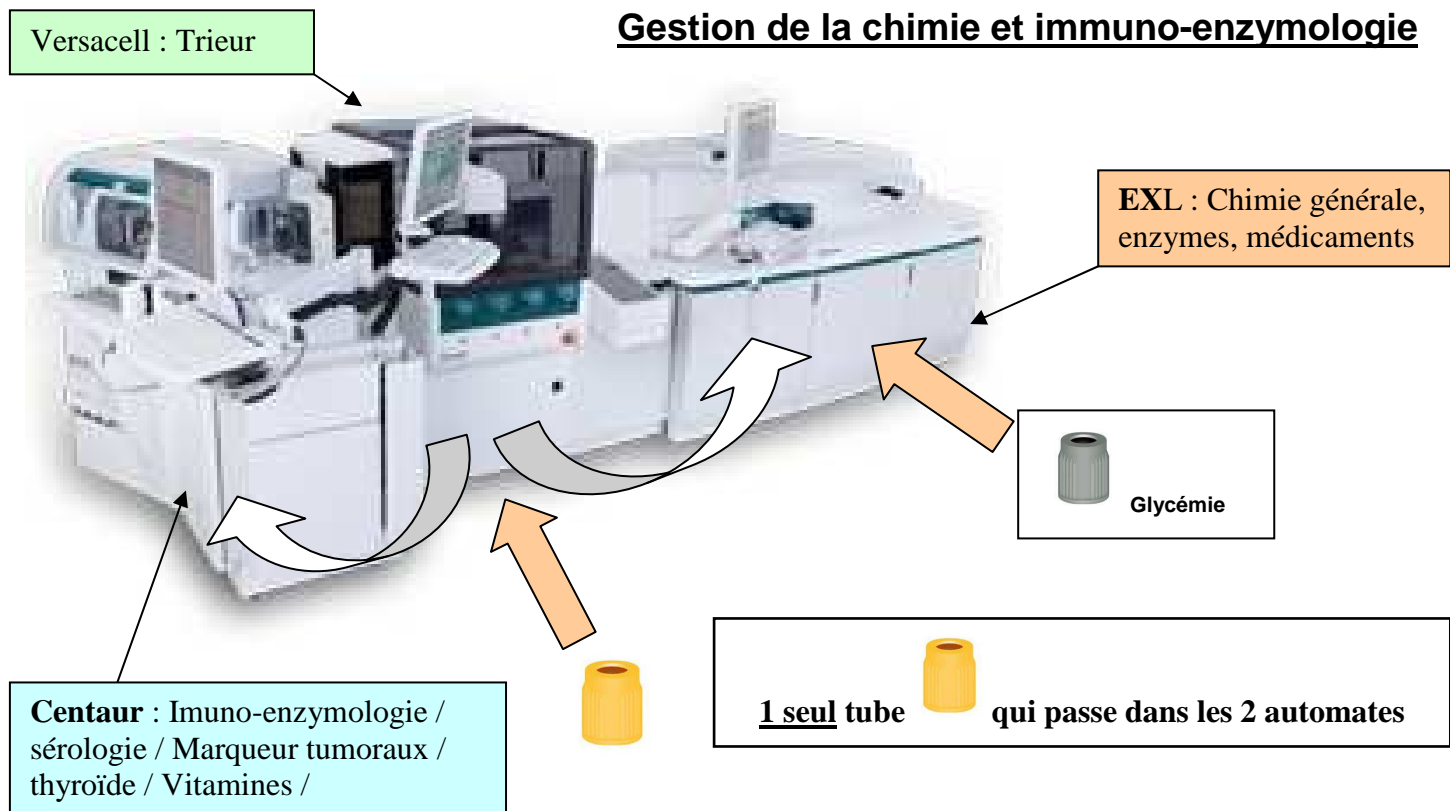 Gestion de la chimie et immuno-enzymologie
Versacell : Trieur
EXL : Chimie générale,
enzymes, médicaments
Glycémie
1 seul tube qui passe dans les 2 automates
Centaur : Imuno-enzymologie /
sérologie / Marqueur tumoraux /
thyroïde / Vitamines /